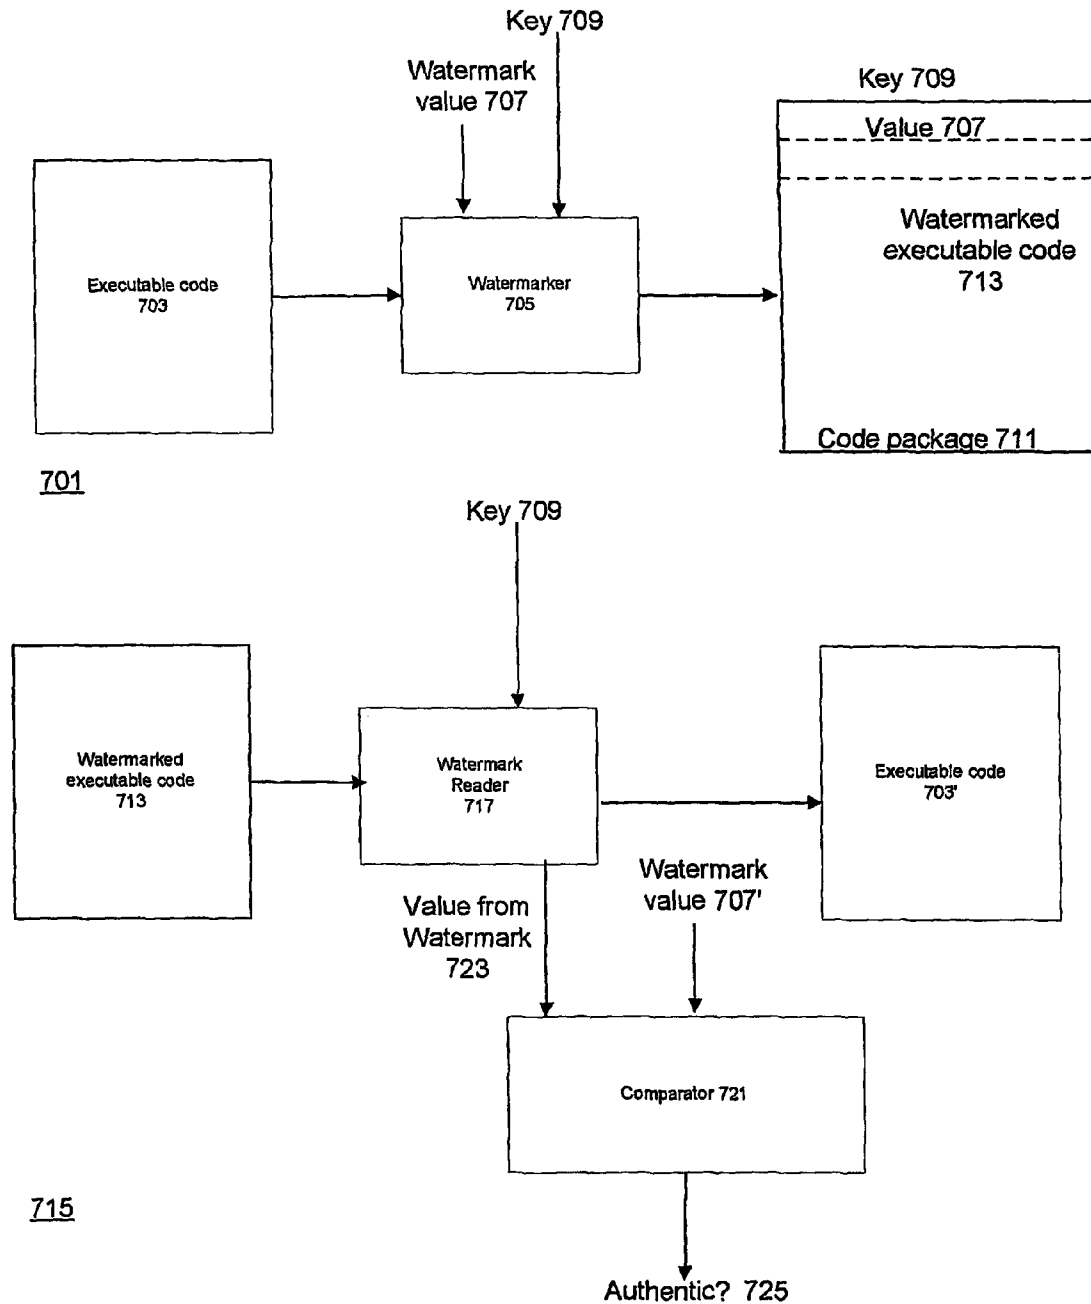 Key 709
Watermark
value 707
Key 709
Value 707
Executable code
703
Watermarker
705
Watermarked
executable code
713
Code package 711
701
Key 709
Watermarked
executable code
713
Watermark
Reader
717
Executable code
703'
Value from
Watermark
723
Watermark
value 707'
Comparator 721
715
Authentic? 725